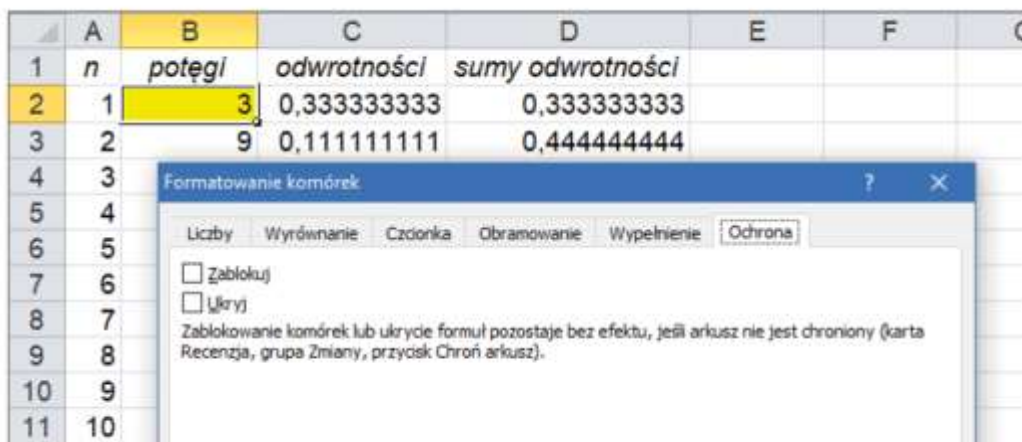 A B C D E F
1 n potęgi odwrotności sumy odwrotności
2 1 3 0,333333333 0,333333333
3 2 9 0,111111111 0,444444444
4 3
5 4
6 5
7 6
8 7
9 8
10 9
11 10
Formatowanie komórek ? ✕
Liczby Wyrównanie Czcionka Obramowanie Wypełnienie Ochrona
Zablokuj
Ukryj
Zablokowanie komórek lub ukrycie formuł pozostaje bez efektu, jeśli arkusz nie jest chroniony (karta
Recenzja, grupa Zmiany, przycisk Chroń arkusz).